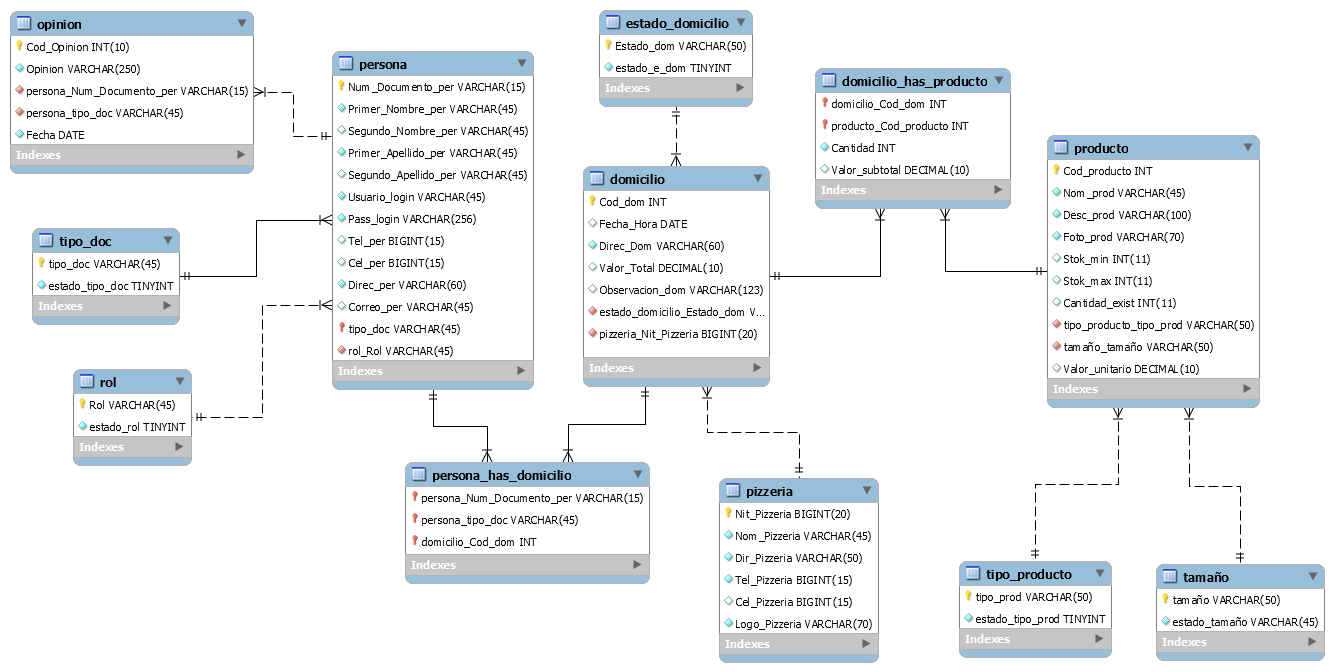 opinion
Cod_Opinion INT(10)
Opinion VARCHAR(250)
persona_Num_Documento_per VARCHAR(15)
persona_tipo_doc VARCHAR(45)
Fecha DATE
Indexes
persona
Num_Documento_per VARCHAR(15)
Primer_Nombre_per VARCHAR(45)
Segundo_Nombre_per VARCHAR(45)
Primer_Apellido_per VARCHAR(45)
Segundo_Apellido_per VARCHAR(45)
Usuario_login VARCHAR(45)
Pass_login VARCHAR(256)
Tel_per BIGINT(15)
Cel_per BIGINT(15)
Direc_per VARCHAR(60)
Correo_per VARCHAR(45)
tipo_doc VARCHAR(45)
rol_Rol VARCHAR(45)
Indexes
estado_domicilio
Estado_dom VARCHAR(50)
estado_e_dom TINYINT
Indexes
domicilio_has_producto
domicilio_Cod_dom INT
producto_Cod_producto INT
Cantidad INT
Valor_subtotal DECIMAL(10)
Indexes
producto
Cod_producto INT
Nom_prod VARCHAR(45)
Desc_prod VARCHAR(100)
Foto_prod VARCHAR(70)
Stok_min INT(11)
Stok_max INT(11)
Cantidad_exist INT(11)
tipo_producto_tipo_prod VARCHAR(50)
tamaño_tamaño VARCHAR(50)
Valor_unitario DECIMAL(10)
Indexes
domicilio
Cod_dom INT
Fecha_Hora DATE
Direc_Dom VARCHAR(60)
Valor_Total DECIMAL(10)
Observacion_dom VARCHAR(123)
estado_domicilio_Estado_dom V...
pizzeria_Nit_Pizzeria BIGINT(20)
Indexes
tipo_doc
tipo_doc VARCHAR(45)
estado_tipo_doc TINYINT
Indexes
rol
Rol VARCHAR(45)
estado_rol TINYINT
Indexes
persona_has_domicilio
persona_Num_Documento_per VARCHAR(15)
persona_tipo_doc VARCHAR(45)
domicilio_Cod_dom INT
Indexes
pizzeria
Nit_Pizzeria BIGINT(20)
Nom_Pizzeria VARCHAR(45)
Dir_Pizzeria VARCHAR(50)
Tel_Pizzeria BIGINT(15)
Cel_Pizzeria BIGINT(15)
Logo_Pizzeria VARCHAR(70)
Indexes
tipo_producto
tipo_prod VARCHAR(50)
estado_tipo_prod TINYINT
Indexes
tamaño
tamaño VARCHAR(50)
estado_tamaño VARCHAR(45)
Indexes